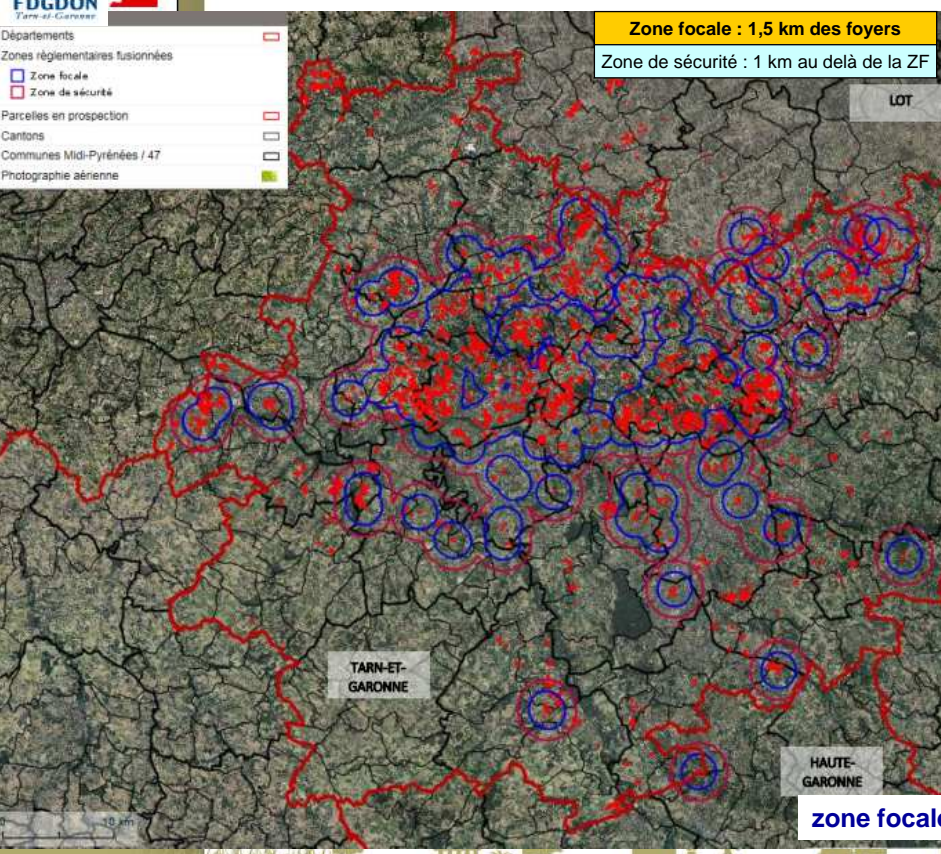 FDGDON
Tarn-et-Garonne
Départements
Zones règlementaires fusionnées
Zone focale
Zone de sécurité
Parcelles en prospection
Cantons
Communes Midi-Pyrénées / 47
Photographie aérienne
Zone focale : 1,5 km des foyers
Zone de sécurité : 1 km au delà de la ZF
LOT
TARN-ET-
GARONNE
HAUTE-
GARONNE
0 10 km
zone focale